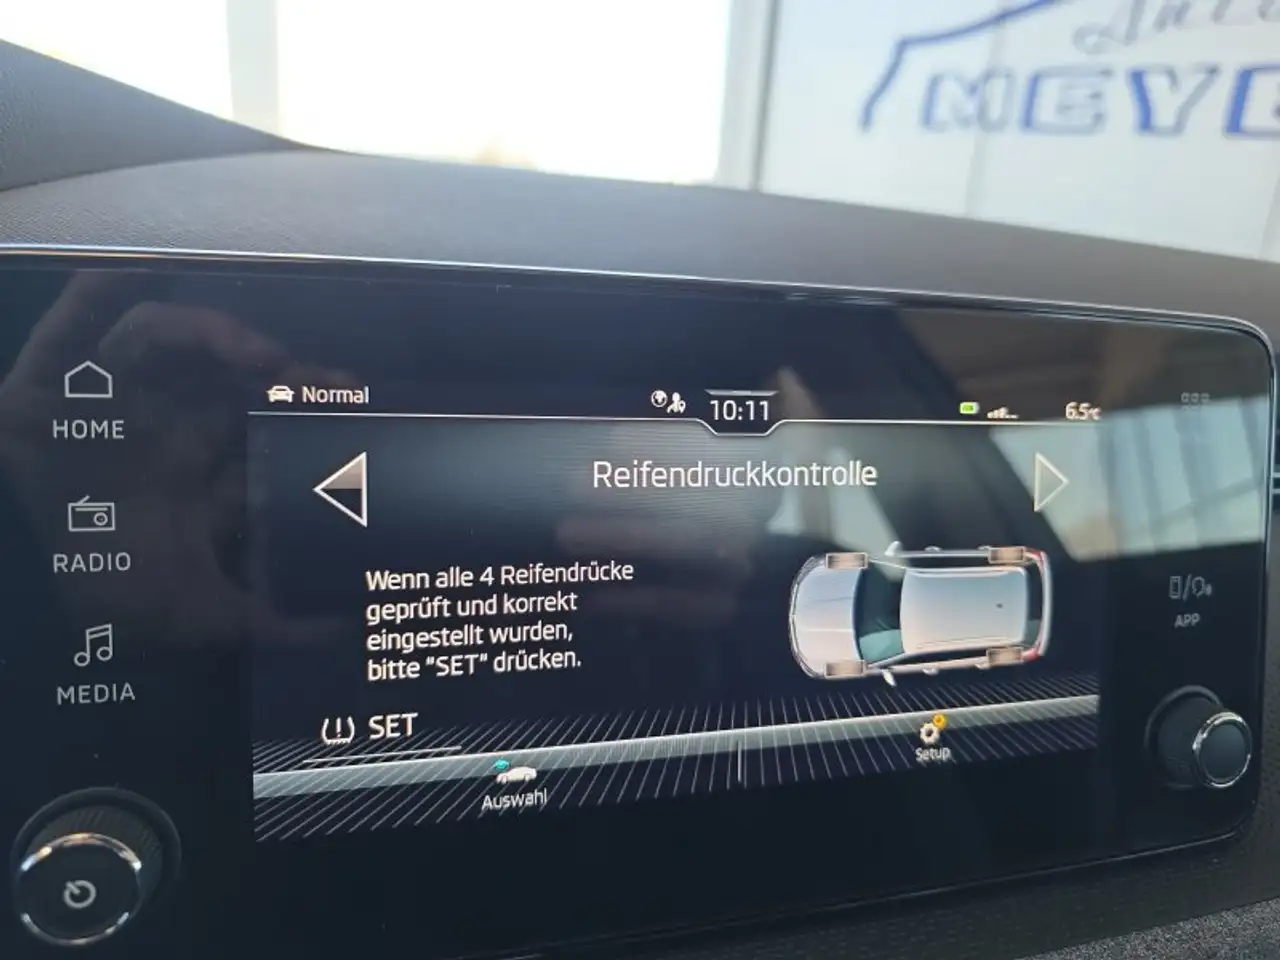 MEYE
Normal
10:11
6.5°C
HOME
Reifendruckkontrolle
RADIO
Wenn alle 4 Reifendrücke
geprüft und korrekt
eingestellt wurden,
bitte "SET" drücken.
APP
MEDIA
SET
Setup
Auswahl